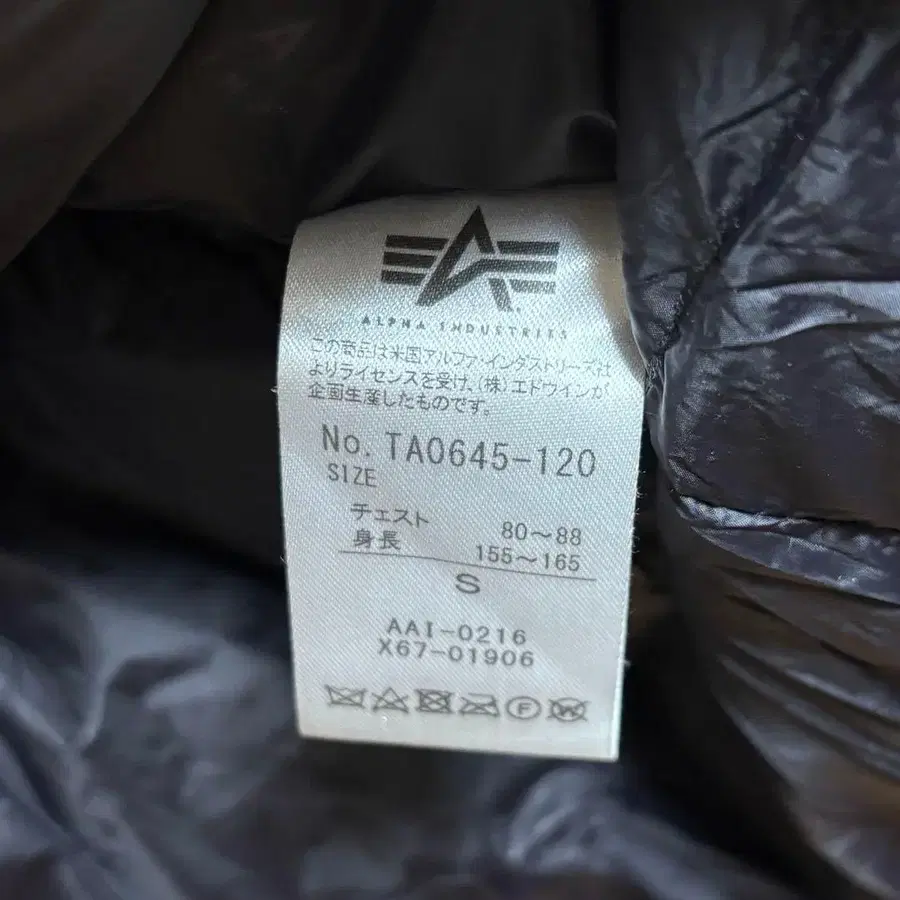 ALPHA INDUSTRIES
この商品は米国アルファ・インダストリーズ社
よりライセンスを受け、(株)エドウインが
企画生産したものです。
No. TA0645-120
SIZE
チェスト 80〜88
身長 155〜165
S
AAI-0216
X67-01906
F W